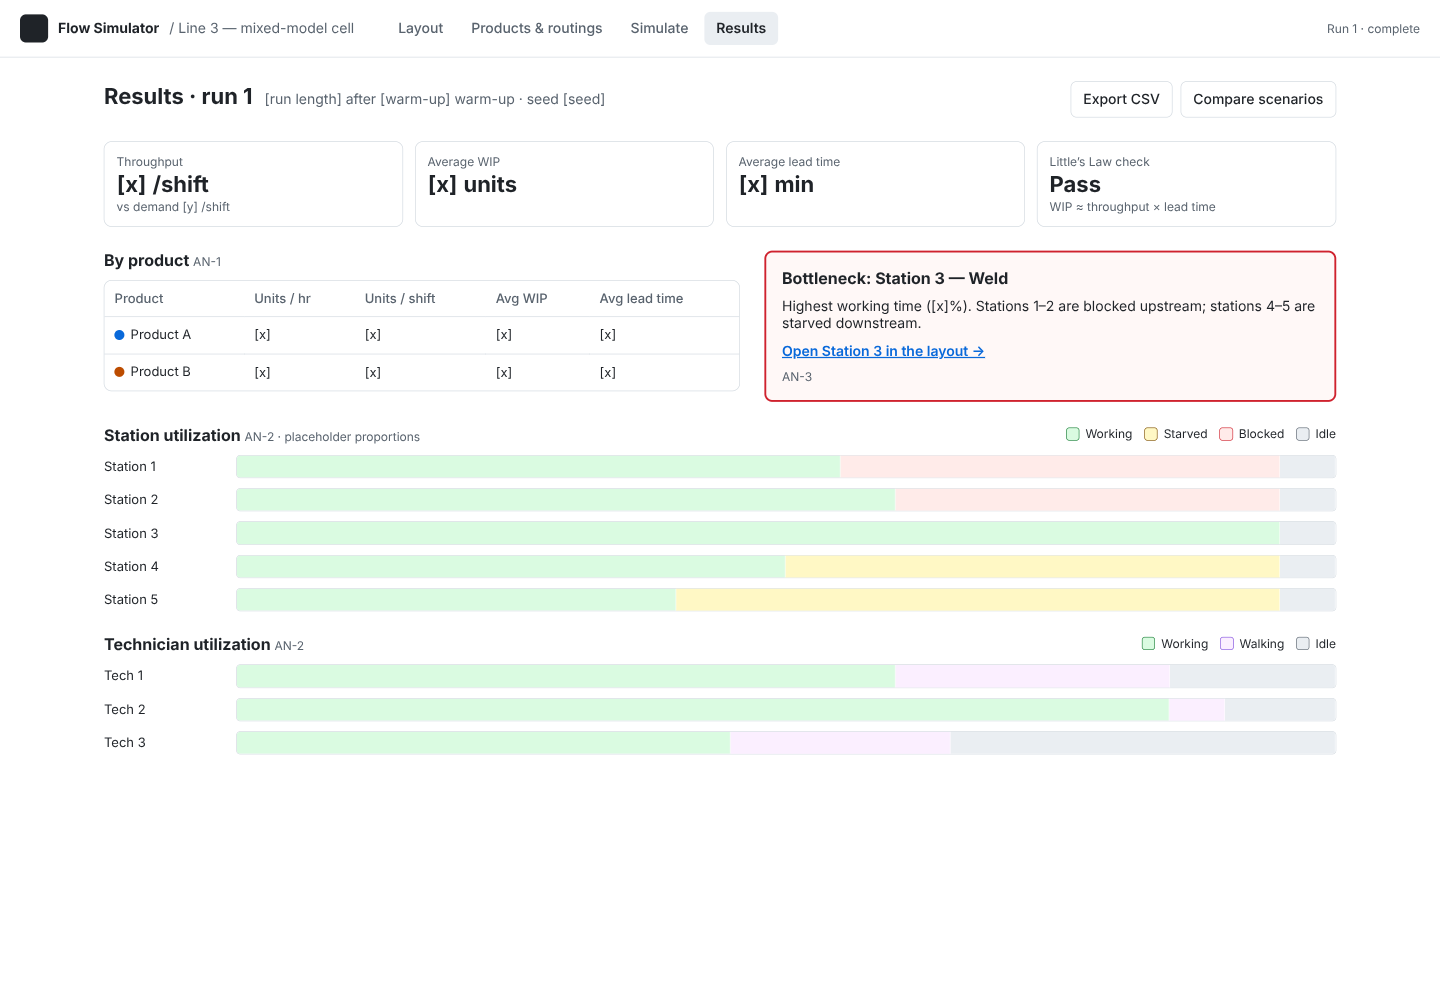 Flow Simulator / Line 3 — mixed-model cell Layout Products & routings Simulate Results Run 1 · complete
Results · run 1 [run length] after [warm-up] warm-up · seed [seed] Export CSV Compare scenarios
Throughput
[x] /shift
vs demand [y] /shift
Average WIP
[x] units
Average lead time
[x] min
Little's Law check
Pass
WIP ≈ throughput × lead time
By product AN-1
Product Units / hr Units / shift Avg WIP Avg lead time
Product A [x] [x] [x] [x]
Product B [x] [x] [x] [x]
Bottleneck: Station 3 — Weld
Highest working time ([x]%). Stations 1–2 are blocked upstream; stations 4–5 are
starved downstream.
Open Station 3 in the layout →
AN-3
Station utilization AN-2 · placeholder proportions Working Starved Blocked Idle
Station 1
Station 2
Station 3
Station 4
Station 5
Technician utilization AN-2 Working Walking Idle
Tech 1
Tech 2
Tech 3